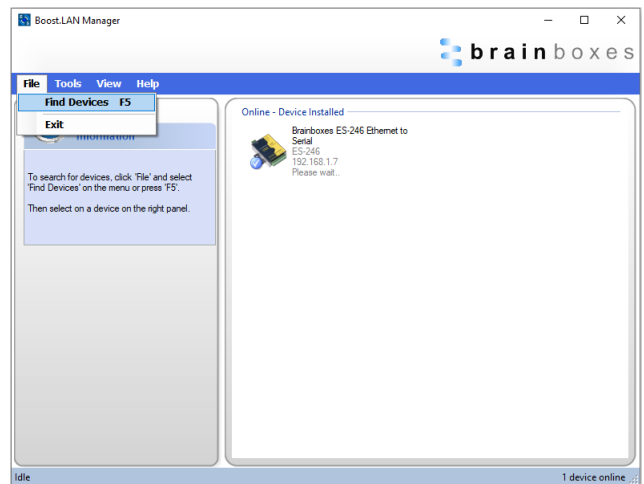 Boost.LAN Manager
brainboxes
File Tools View Help
Find Devices F5
Exit
Information
To search for devices, click 'File' and select
'Find Devices' on the menu or press 'F5'.
Then select on a device on the right panel.
Online - Device Installed
Brainboxes ES-246 Ethernet to
Serial
ES-246
192.168.1.7
Please wait..
Idle
1 device online